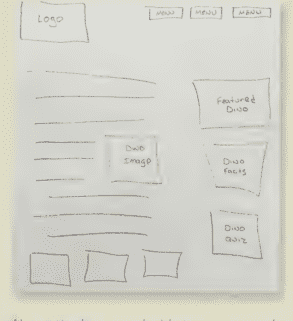 LOGO
MENU MENU MENU
Featured
Dino
Dino
Image
Dino
Facts
Dino
Quiz